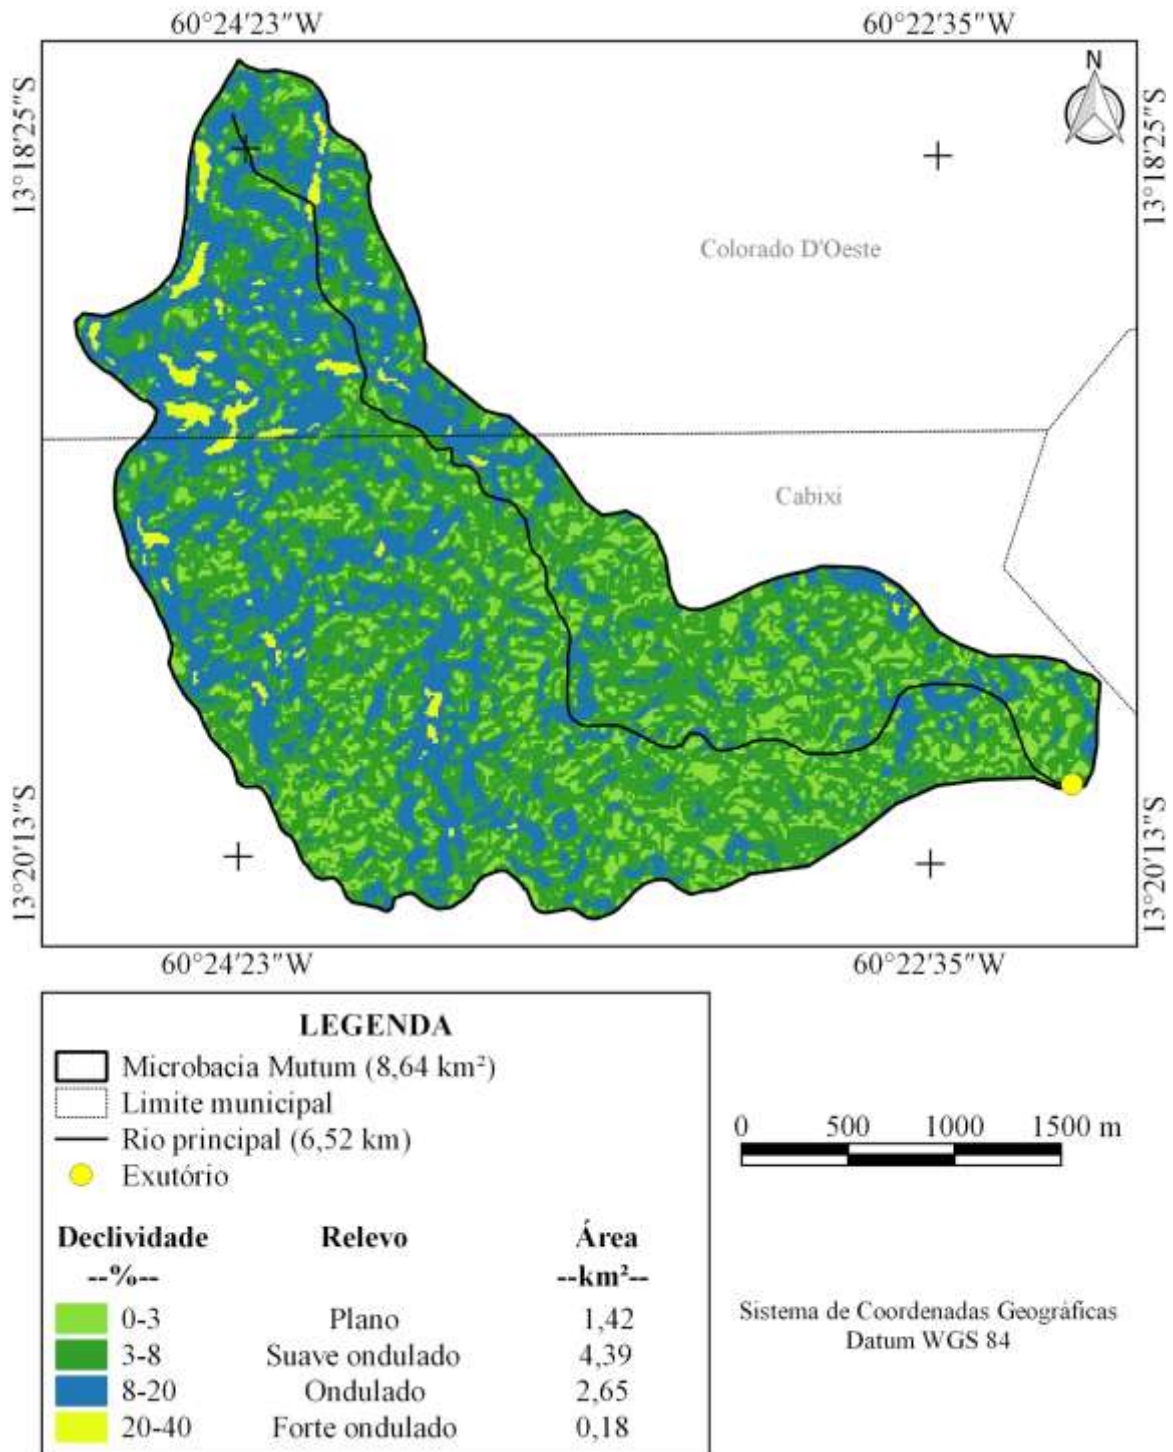 60°24'23"W 60°22'35"W
13°18'25"S 13°18'25"S
N
Colorado D'Oeste
Cabixi
13°20'13"S 13°20'13"S
60°24'23"W 60°22'35"W
LEGENDA
Microbacia Mutum (8,64 km²)
Limite municipal
Rio principal (6,52 km)
Exutório
0 500 1000 1500 m
Declividade Relevo Área
--%-- --km²--
0-3 Plano 1,42
3-8 Suave ondulado 4,39
8-20 Ondulado 2,65
20-40 Forte ondulado 0,18
Sistema de Coordenadas Geográficas
Datum WGS 84